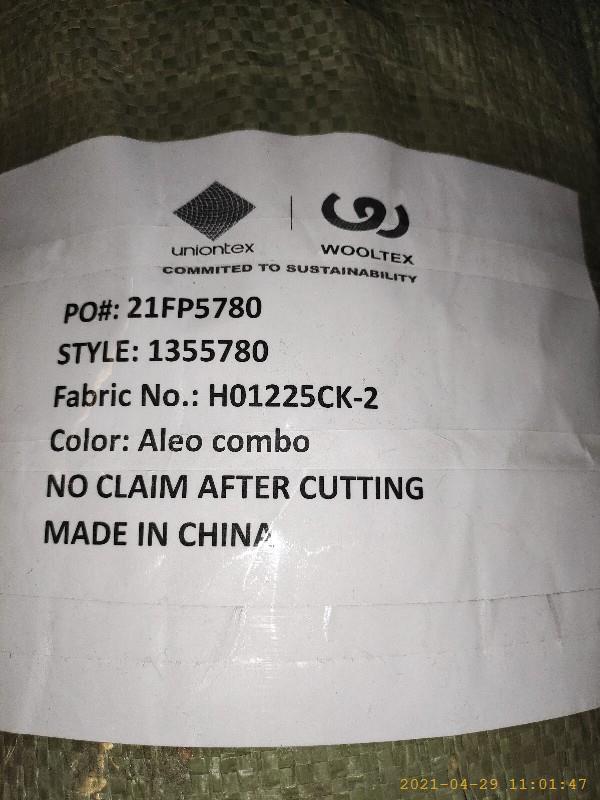 uniontex
WOOLTEX
COMMITED TO SUSTAINABILITY
PO#: 21FP5780
STYLE: 1355780
Fabric No.: H01225CK-2
Color: Aleo combo
NO CLAIM AFTER CUTTING
MADE IN CHINA
2021-04-29 11:01:47